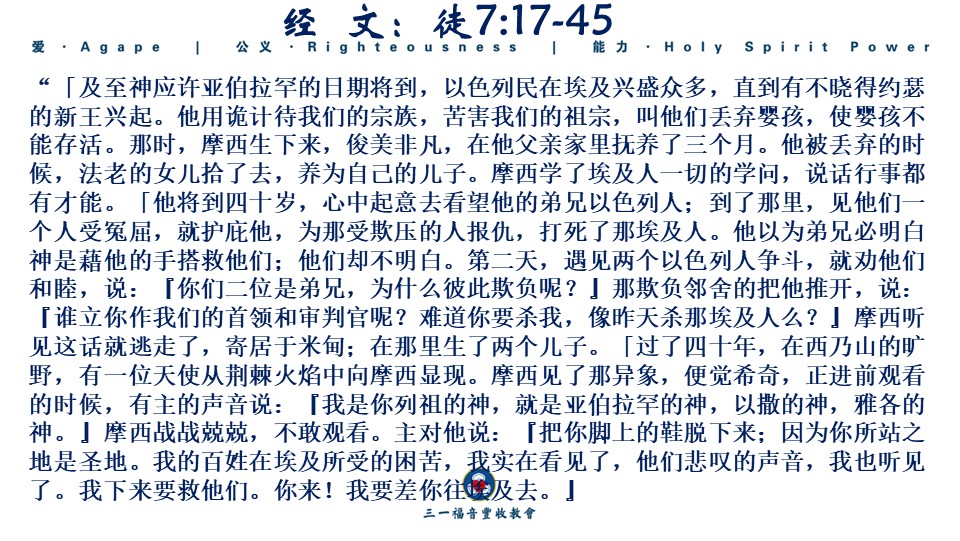 经 文：徒7:17-45
爱 · Agape | 公义 · Righteousness | 能力 · Holy Spirit Power
“「及至神应许亚伯拉罕的日期将到，以色列民在埃及兴盛众多，直到有不晓得约瑟
的新王兴起。他用诡计待我们的宗族，苦害我们的祖宗，叫他们丢弃婴孩，使婴孩不
能存活。那时，摩西生下来，俊美非凡，在他父亲家里抚养了三个月。他被丢弃的时
候，法老的女儿拾了去，养为自己的儿子。摩西学了埃及人一切的学问，说话行事都
有才能。「他将到四十岁，心中起意去看望他的弟兄以色列人；到了那里，见他们一
个人受冤屈，就护庇他，为那受欺压的人报仇，打死了那埃及人。他以为弟兄必明白
神是藉他的手搭救他们；他们却不明白。第二天，遇见两个以色列人争斗，就劝他们
和睦，说：『你们二位是弟兄，为什么彼此欺负呢？』那欺负邻舍的把他推开，说：
『谁立你作我们的首领和审判官呢？难道你要杀我，像昨天杀那埃及人么？』摩西听
见这话就逃走了，寄居于米甸；在那里生了两个儿子。「过了四十年，在西乃山的旷
野，有一位天使从荆棘火焰中向摩西显现。摩西见了那异象，便觉希奇，正进前观看
的时候，有主的声音说：『我是你列祖的神，就是亚伯拉罕的神，以撒的神，雅各的
神。』摩西战战兢兢，不敢观看。主对他说：『把你脚上的鞋脱下来；因为你所站之
地是圣地。我的百姓在埃及所受的困苦，我实在看见了，他们悲叹的声音，我也听见
了。我下来要救他们。你来！我要差你往埃及去。』
三一福音豐收教會